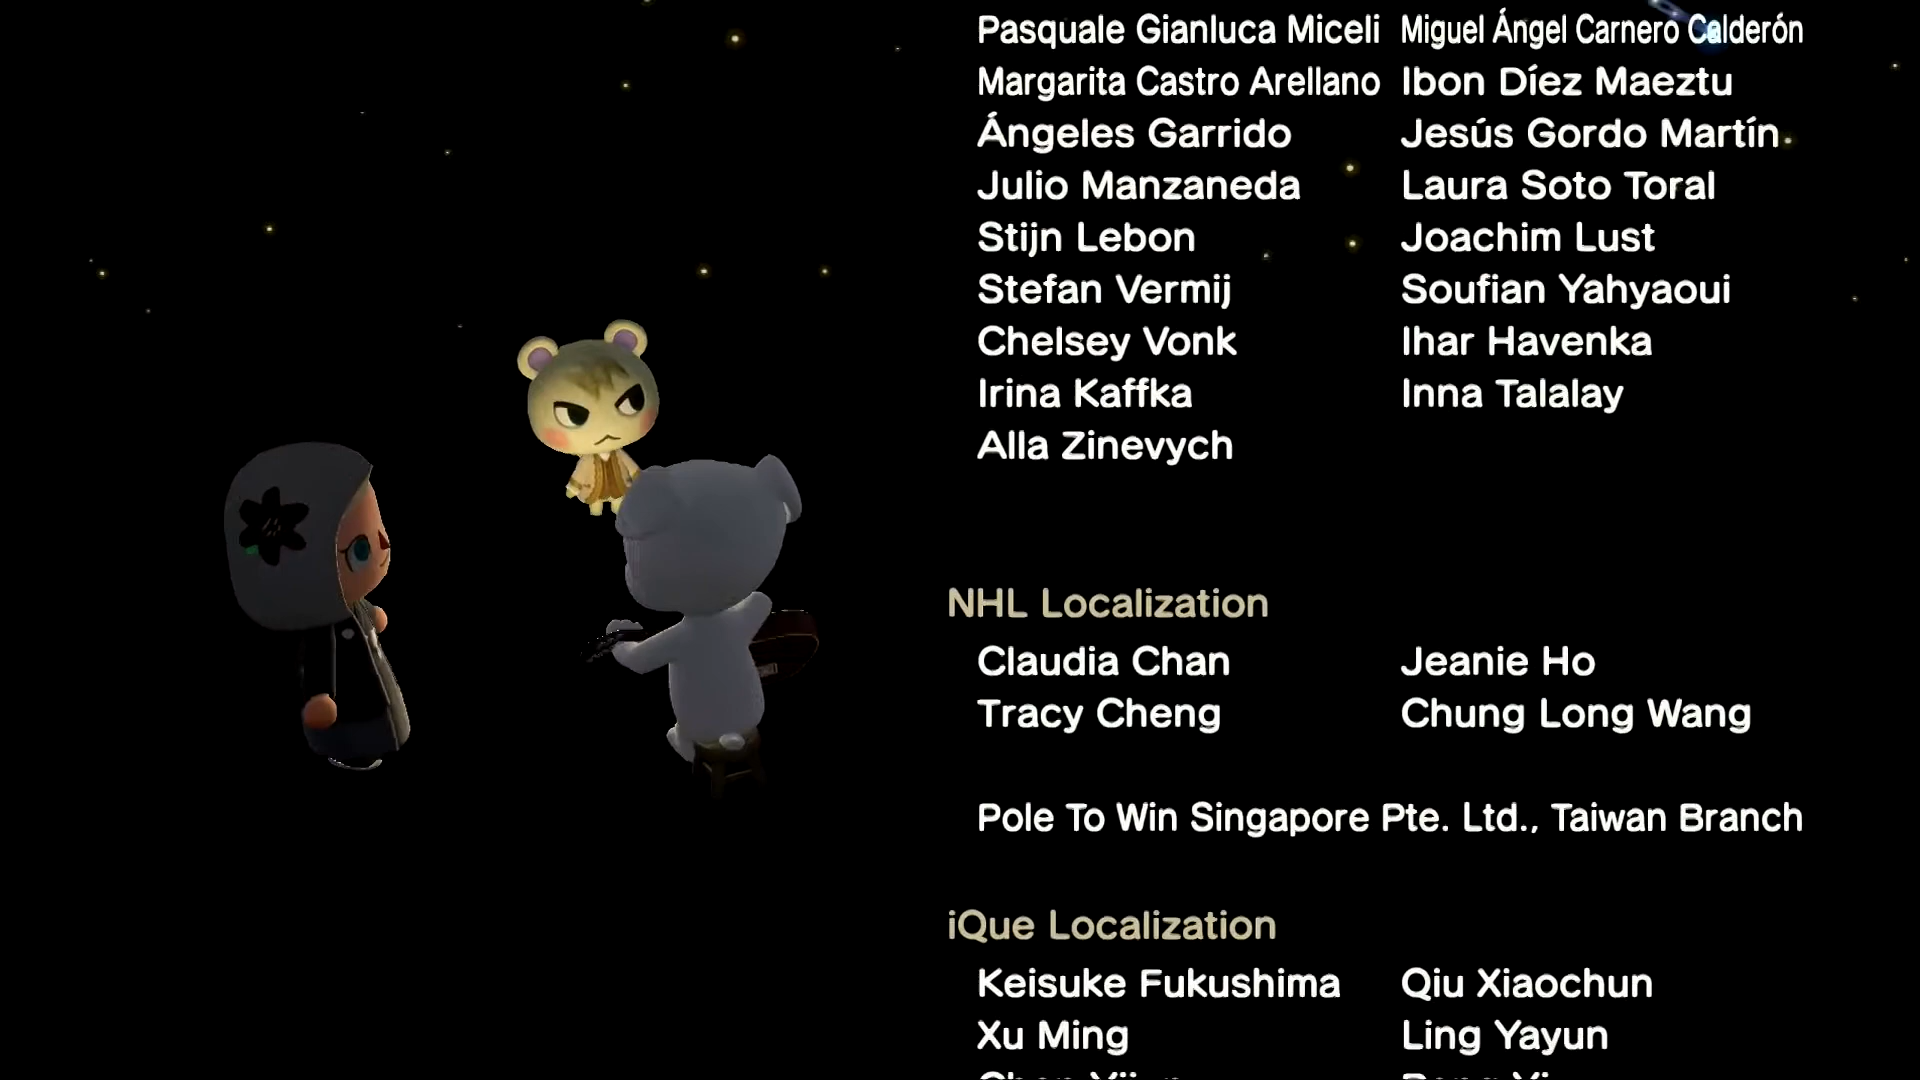 Pasquale Gianluca Miceli Miguel Ángel Carnero Calderón
Margarita Castro Arellano Ibon Díez Maeztu
Ángeles Garrido Jesús Gordo Martín
Julio Manzaneda Laura Soto Toral
Stijn Lebon Joachim Lust
Stefan Vermij Soufian Yahyaoui
Chelsey Vonk Ihar Havenka
Irina Kaffka Inna Talalay
Alla Zinevych
NHL Localization
Claudia Chan Jeanie Ho
Tracy Cheng Chung Long Wang
Pole To Win Singapore Pte. Ltd., Taiwan Branch
iQue Localization
Keisuke Fukushima Qiu Xiaochun
Xu Ming Ling Yayun